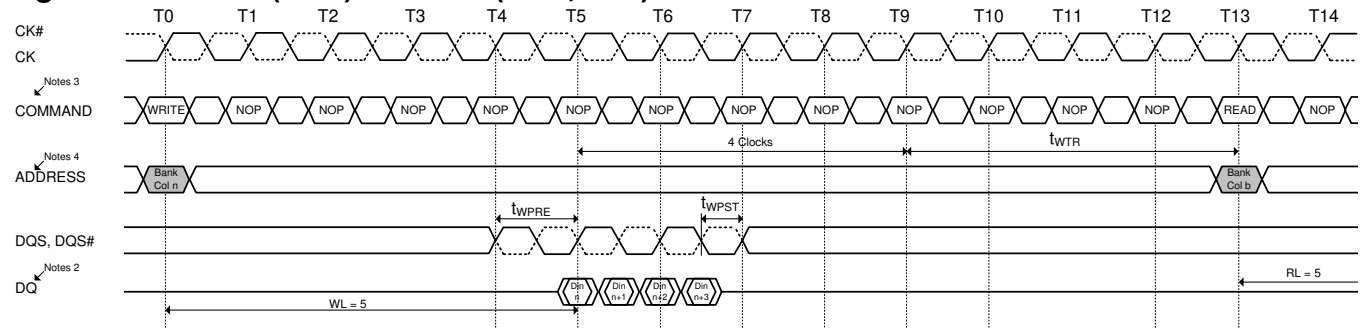 T0 T1 T2 T3 T4 T5 T6 T7 T8 T9 T10 T11 T12 T13 T14
CK#
CK
Notes 3
COMMAND WRITE NOP NOP NOP NOP NOP NOP NOP NOP NOP NOP NOP NOP READ NOP
4 Clocks tWTR
Notes 4
ADDRESS
Bank Bank
Col n Col b
tWPRE tWPST
DQS, DQS#
Notes 2
DQ
Din Din Din Din
n n+1 n+2 n+3
RL = 5
WL = 5